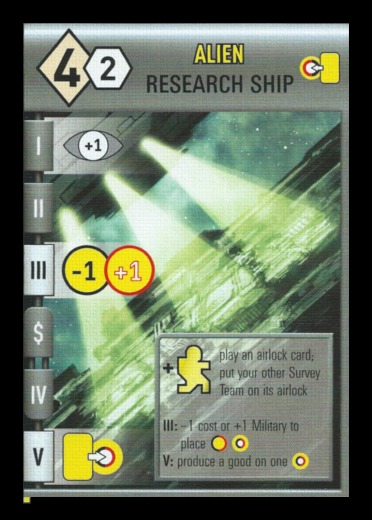 4 2
ALIEN
RESEARCH SHIP
I +1
II
III -1 +1
$
IV
V
+ play an airlock card;
put your other Survey
Team on its airlock
III: –1 cost or +1 Military to
place
V: produce a good on one